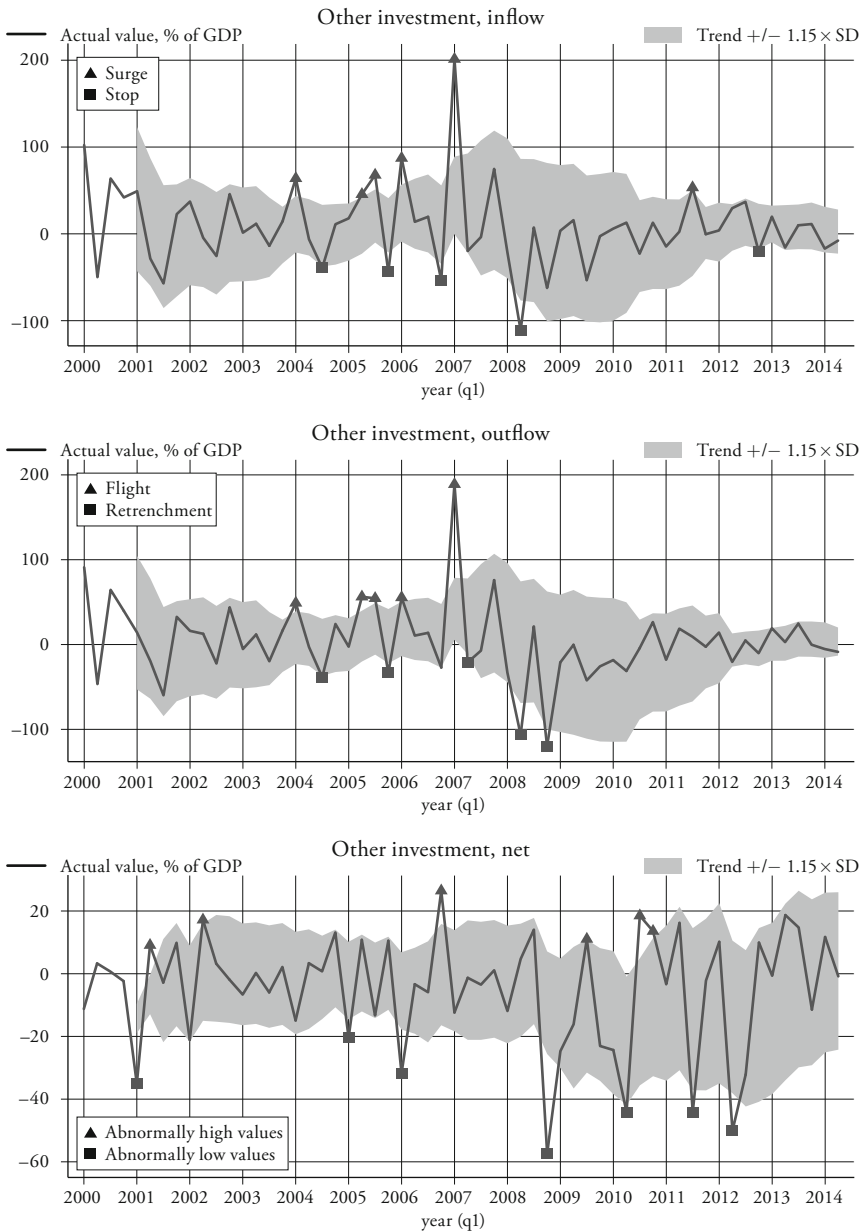 Other investment, inflow
Actual value, % of GDP Trend +/− 1.15 × SD
Surge
Stop
200
100
0
−100
2000 2001 2002 2003 2004 2005 2006 2007 2008 2009 2010 2011 2012 2013 2014
year (q1)
Other investment, outflow
Actual value, % of GDP Trend +/− 1.15 × SD
Flight
Retrenchment
200
100
0
−100
2000 2001 2002 2003 2004 2005 2006 2007 2008 2009 2010 2011 2012 2013 2014
year (q1)
Other investment, net
Actual value, % of GDP Trend +/− 1.15 × SD
20
0
−20
−40
−60
Abnormally high values
Abnormally low values
2000 2001 2002 2003 2004 2005 2006 2007 2008 2009 2010 2011 2012 2013 2014
year (q1)